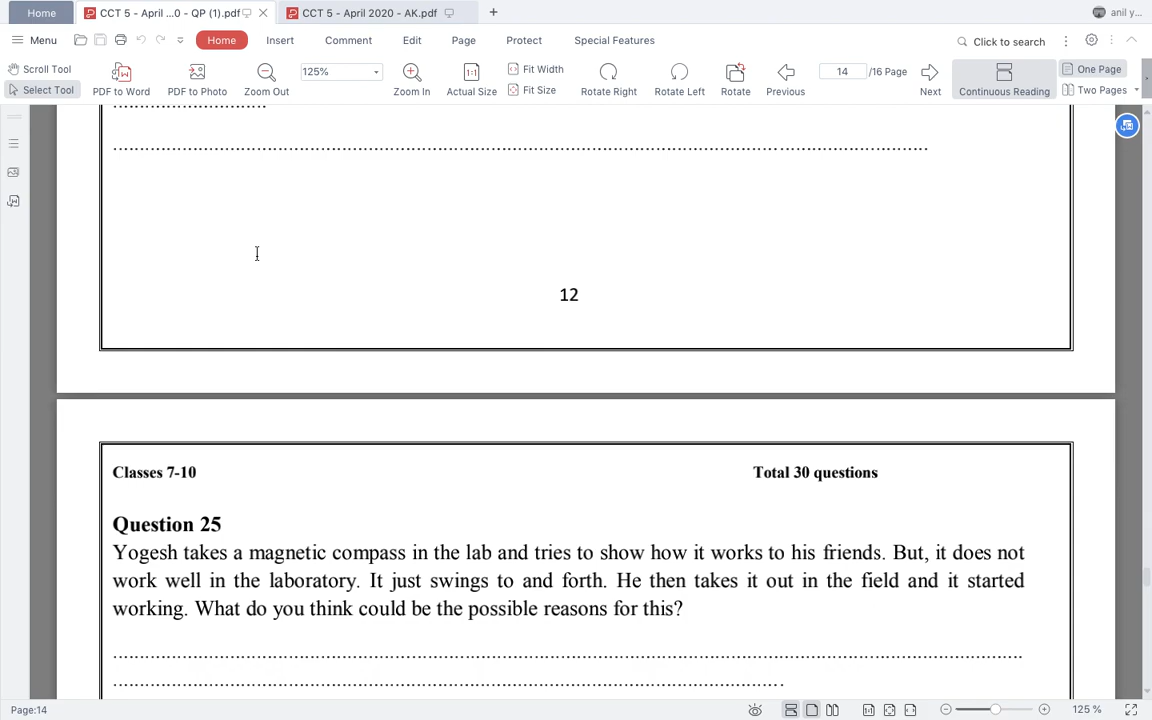 Home
CCT 5 - April ...0 - QP (1).pdf
CCT 5 - April 2020 - AK.pdf
anil y...
Menu
Home
Insert
Comment
Edit
Page
Protect
Special Features
Click to search
Scroll Tool
Select Tool
PDF to Word
PDF to Photo
Zoom Out
125%
Zoom In
Actual Size
Fit Width
Fit Size
Rotate Right
Rotate Left
Rotate
Previous
14 /16 Page
Next
Continuous Reading
One Page
Two Pages
12
Classes 7-10 Total 30 questions
Question 25
Yogesh takes a magnetic compass in the lab and tries to show how it works to his friends. But, it does not
work well in the laboratory. It just swings to and forth. He then takes it out in the field and it started
working. What do you think could be the possible reasons for this?
Page:14
125 %